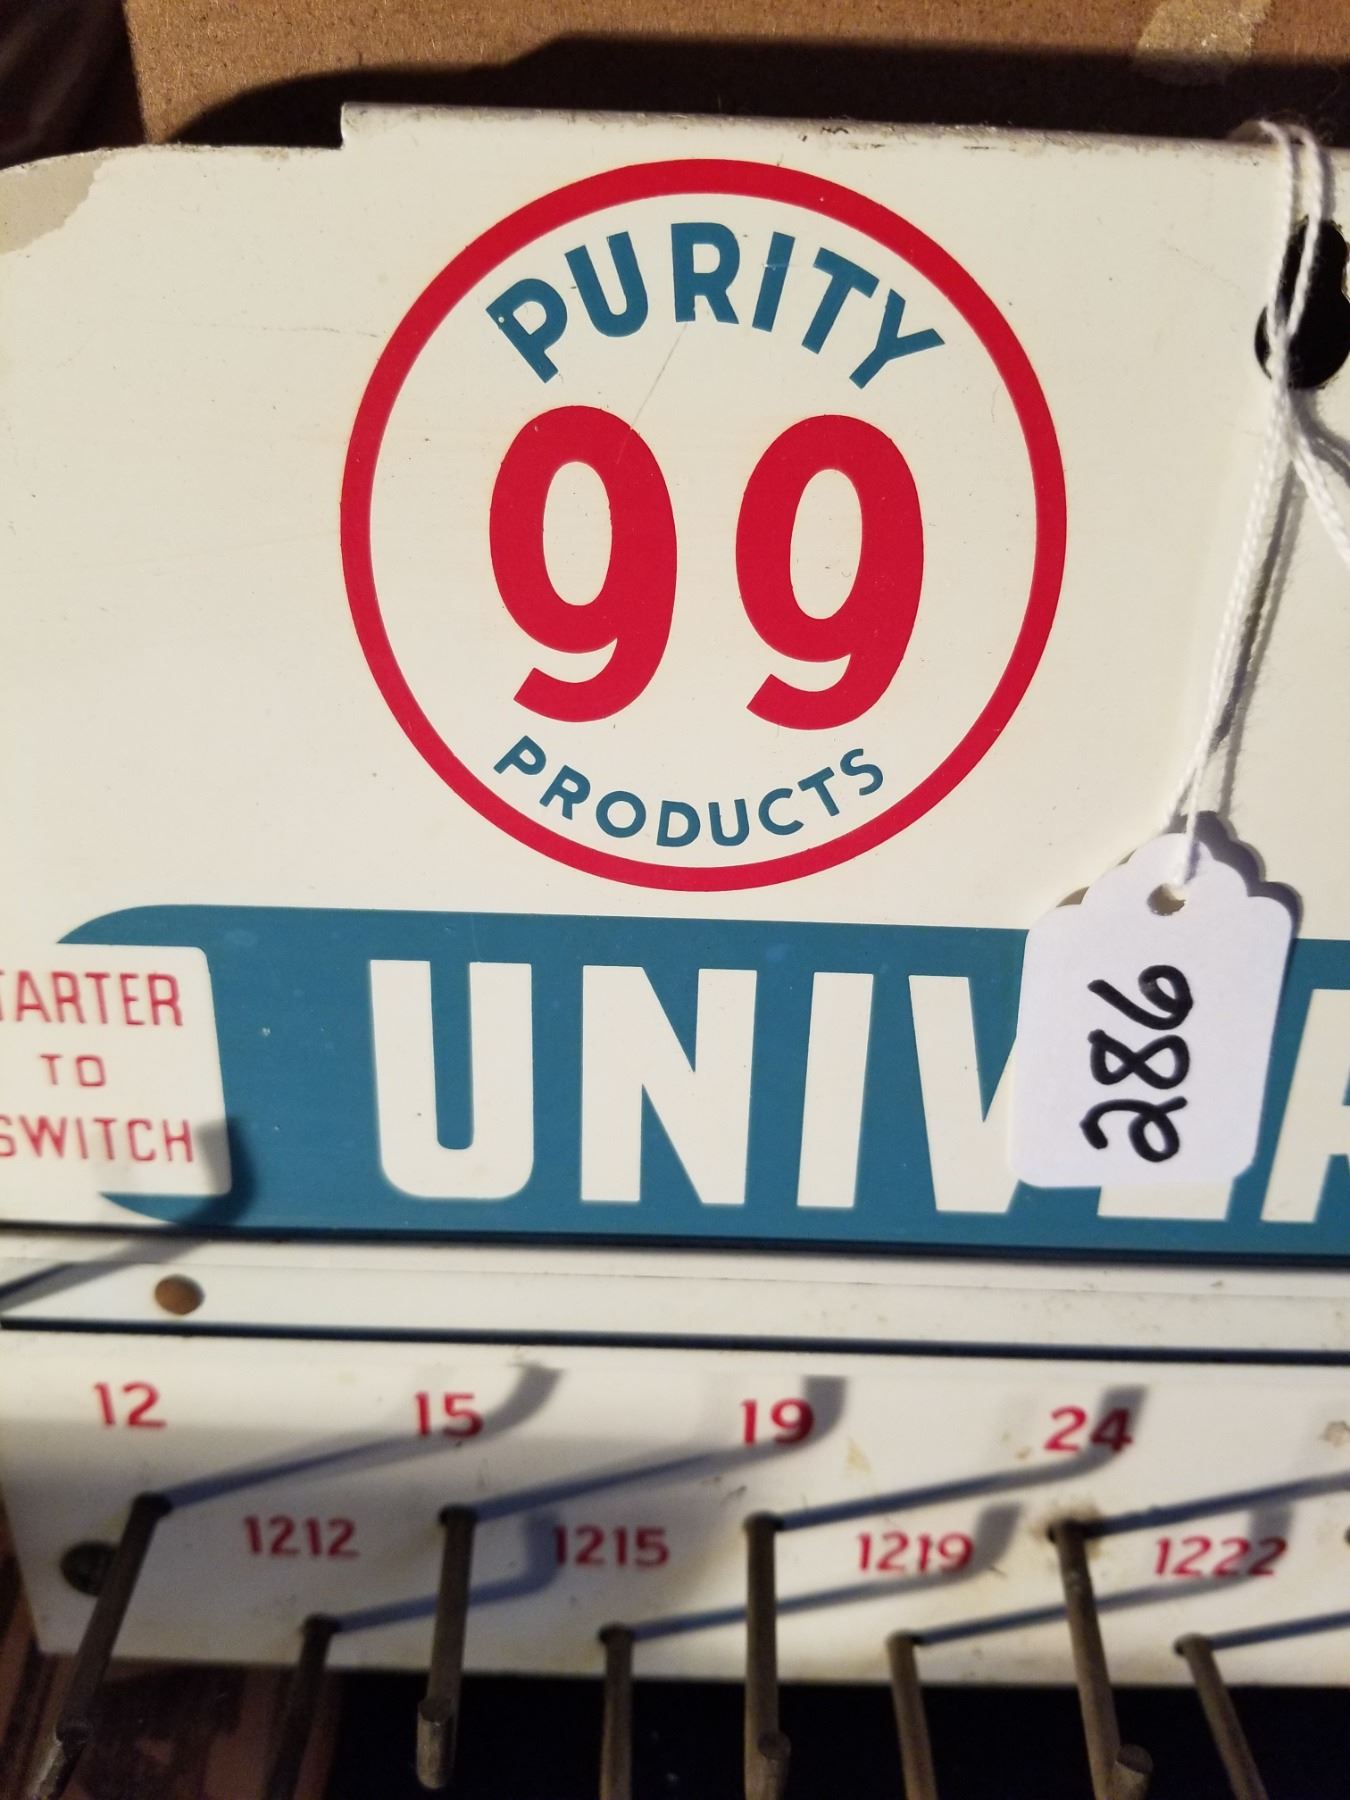 PURITY
99
PRODUCTS
TARTER
TO
SWITCH
UNIV
286
12 15 19 24
1212 1215 1219 1222